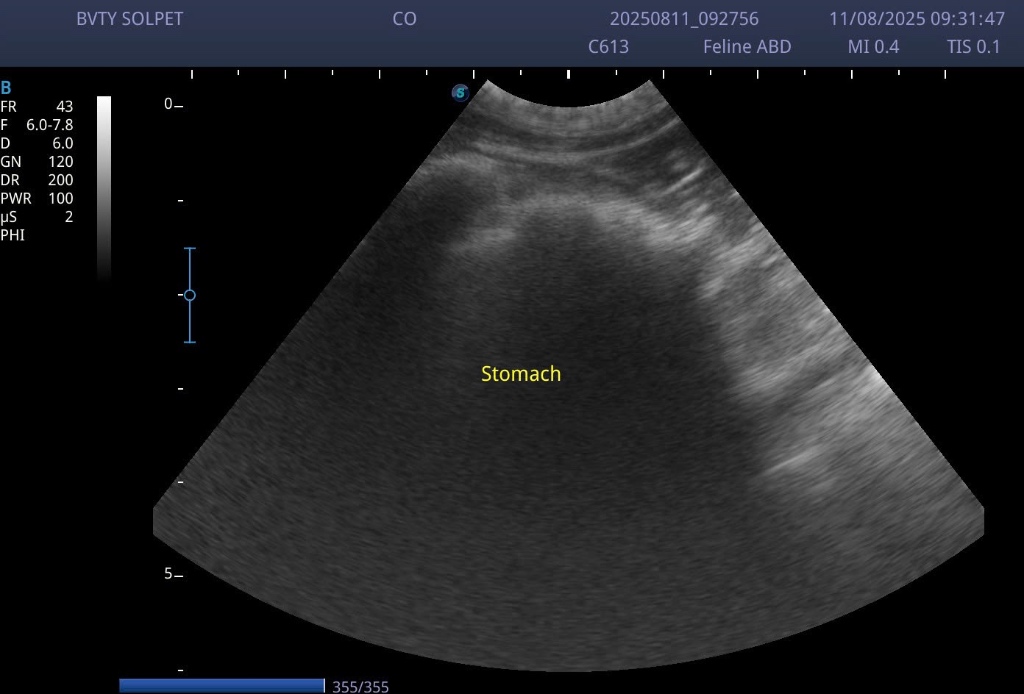 BVTY SOLPET CO 20250811_092756 11/08/2025 09:31:47
C613 Feline ABD MI 0.4 TIS 0.1
B
FR 43
F 6.0-7.8
D 6.0
GN 120
DR 200
PWR 100
µS 2
PHI
S
0
Stomach
5
355/355